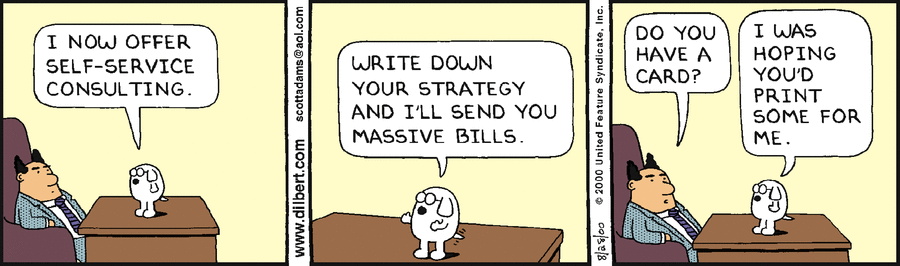 I NOW OFFER
SELF-SERVICE
CONSULTING.
www.dilbert.com
scottadams@aol.com
WRITE DOWN
YOUR STRATEGY
AND I'LL SEND YOU
MASSIVE BILLS.
8/28/00 © 2000 United Feature Syndicate, Inc.
DO YOU
HAVE A
CARD?
I WAS
HOPING
YOU'D
PRINT
SOME FOR
ME.